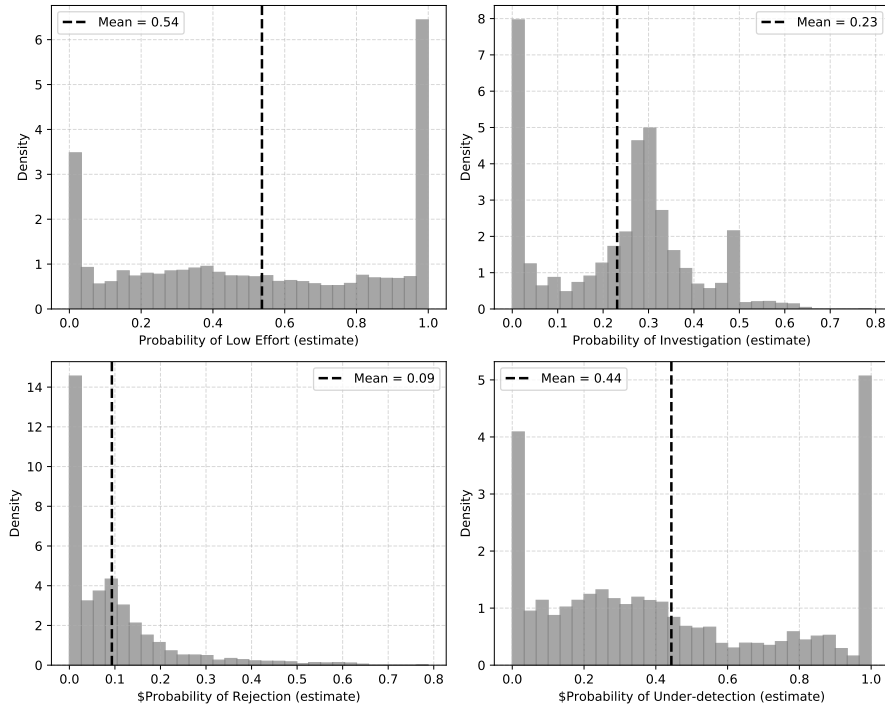 Mean = 0.54
Density
6
5
4
3
2
1
0
0.0 0.2 0.4 0.6 0.8 1.0
Probability of Low Effort (estimate)
Mean = 0.23
Density
8
7
6
5
4
3
2
1
0
0.0 0.1 0.2 0.3 0.4 0.5 0.6 0.7 0.8
Probability of Investigation (estimate)
Mean = 0.09
Density
14
12
10
8
6
4
2
0
0.0 0.1 0.2 0.3 0.4 0.5 0.6 0.7 0.8
$Probability of Rejection (estimate)
Mean = 0.44
Density
5
4
3
2
1
0
0.0 0.2 0.4 0.6 0.8 1.0
$Probability of Under-detection (estimate)